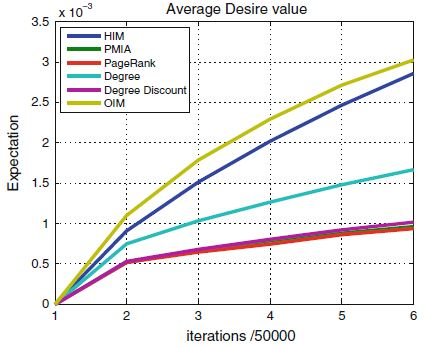 Average Desire value
x 10⁻³
3.5
3
2.5
2
1.5
1
0.5
0
Expectation
HIM
PMIA
PageRank
Degree
Degree Discount
OIM
1 2 3 4 5 6
iterations /50000